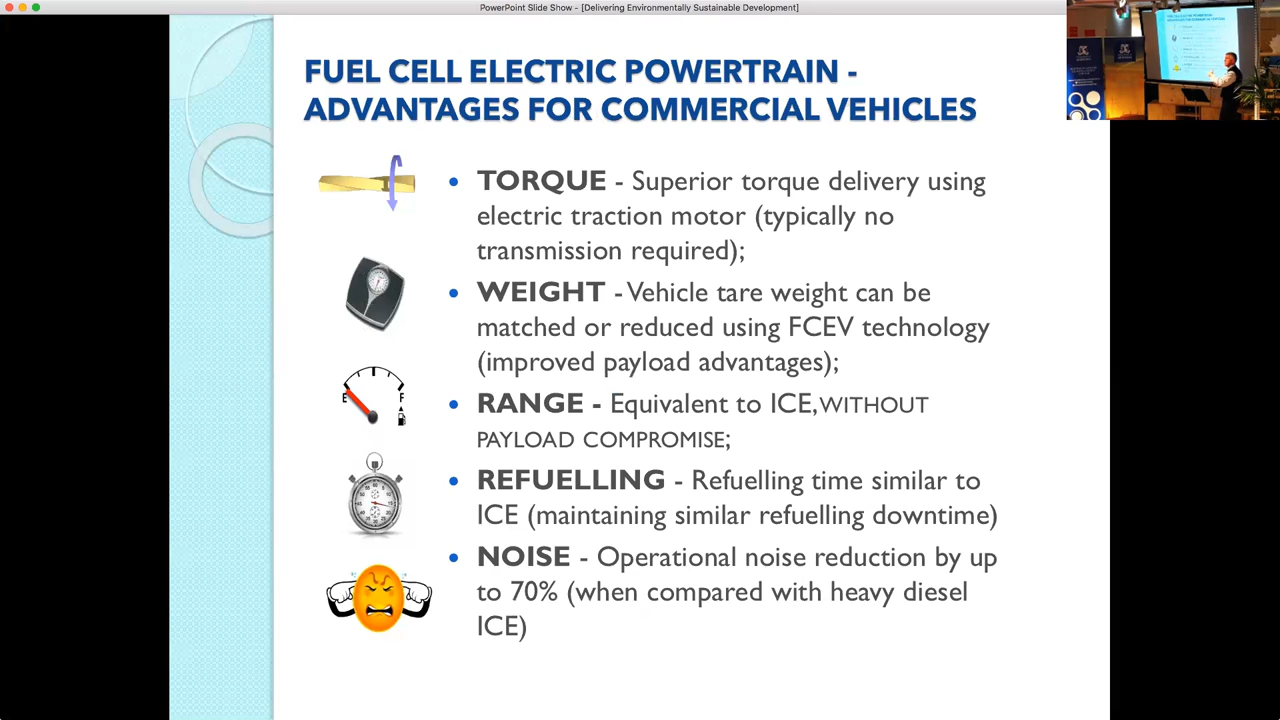 PowerPoint Slide Show - [Delivering Environmentally Sustainable Development]
FUEL CELL ELECTRIC POWERTRAIN -
ADVANTAGES FOR COMMERCIAL VEHICLES
• TORQUE - Superior torque delivery using
electric traction motor (typically no
transmission required);
• WEIGHT - Vehicle tare weight can be
matched or reduced using FCEV technology
(improved payload advantages);
E F
• RANGE - Equivalent to ICE, WITHOUT
PAYLOAD COMPROMISE;
• REFUELLING - Refuelling time similar to
ICE (maintaining similar refuelling downtime)
• NOISE - Operational noise reduction by up
to 70% (when compared with heavy diesel
ICE)